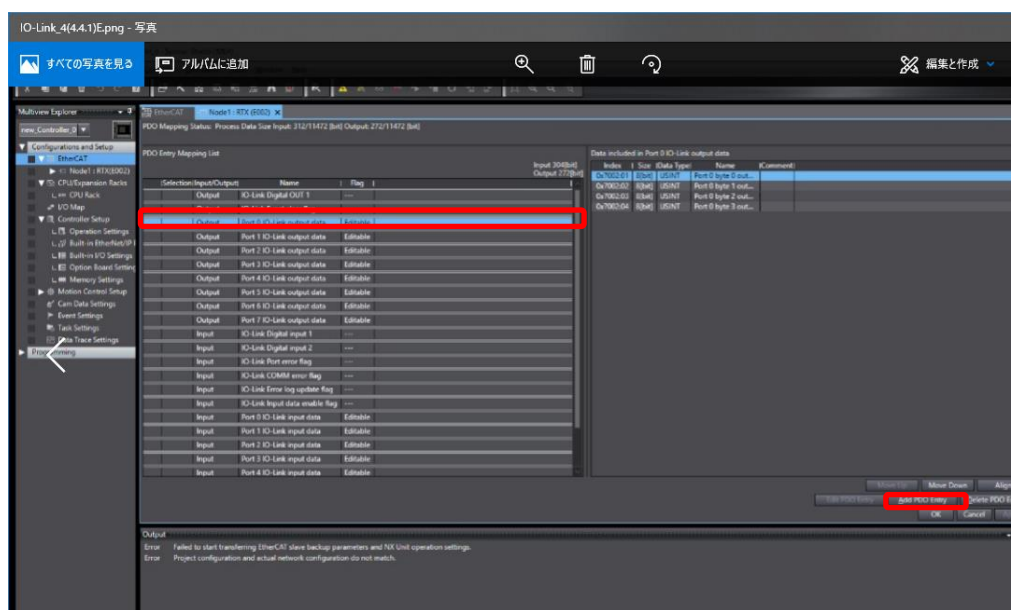 IO-Link_4(4.4.1)E.png - 写真
すべての写真を見る アルバムに追加 編集と作成
Multiview Explorer
EtherCAT Node1 : RTX (E002)
new_Controller_0
PDO Mapping Status: Process Data Size Input: 312/11472 [bit] Output: 272/11472 [bit]
Configurations and Setup
EtherCAT
Node1 : RTX(E002)
CPU/Expansion Racks
CPU Rack
I/O Map
Controller Setup
Operation Settings
Built-in EtherNet/IP
Built-in I/O Settings
Option Board Setting
Memory Settings
Motion Control Setup
Cam Data Settings
Event Settings
Task Settings
Data Trace Settings
Programming
PDO Entry Mapping List
Input 304[bit]
Output 272[bit]
Selection Input/Output Name Flag
Output IO-Link Digital OUT 1
Output Port 0 IO-Link output data Editable
Output Port 1 IO-Link output data Editable
Output Port 2 IO-Link output data Editable
Output Port 3 IO-Link output data Editable
Output Port 4 IO-Link output data Editable
Output Port 5 IO-Link output data Editable
Output Port 6 IO-Link output data Editable
Output Port 7 IO-Link output data Editable
Input IO-Link Digital input 1 ---
Input IO-Link Digital input 2 ---
Input IO-Link Port error flag ---
Input IO-Link COMM error flag ---
Input IO-Link Error log update flag ---
Input IO-Link Input data enable flag ---
Input Port 0 IO-Link input data Editable
Input Port 1 IO-Link input data Editable
Input Port 2 IO-Link input data Editable
Input Port 3 IO-Link input data Editable
Input Port 4 IO-Link input data Editable
Data included in Port 0 IO-Link output data
Index Size Data Type Name Comment
0x7002:01 8[bit] USINT Port 0 byte 0 out...
0x7002:02 8[bit] USINT Port 0 byte 1 out...
0x7002:03 8[bit] USINT Port 0 byte 2 out...
0x7002:04 8[bit] USINT Port 0 byte 3 out...
Move Up Move Down Align
Edit PDO Entry Add PDO Entry Delete PDO E
OK Cancel
Output
Error Failed to start transferring EtherCAT slave backup parameters and NX Unit operation settings.
Error Project configuration and actual network configuration do not match.